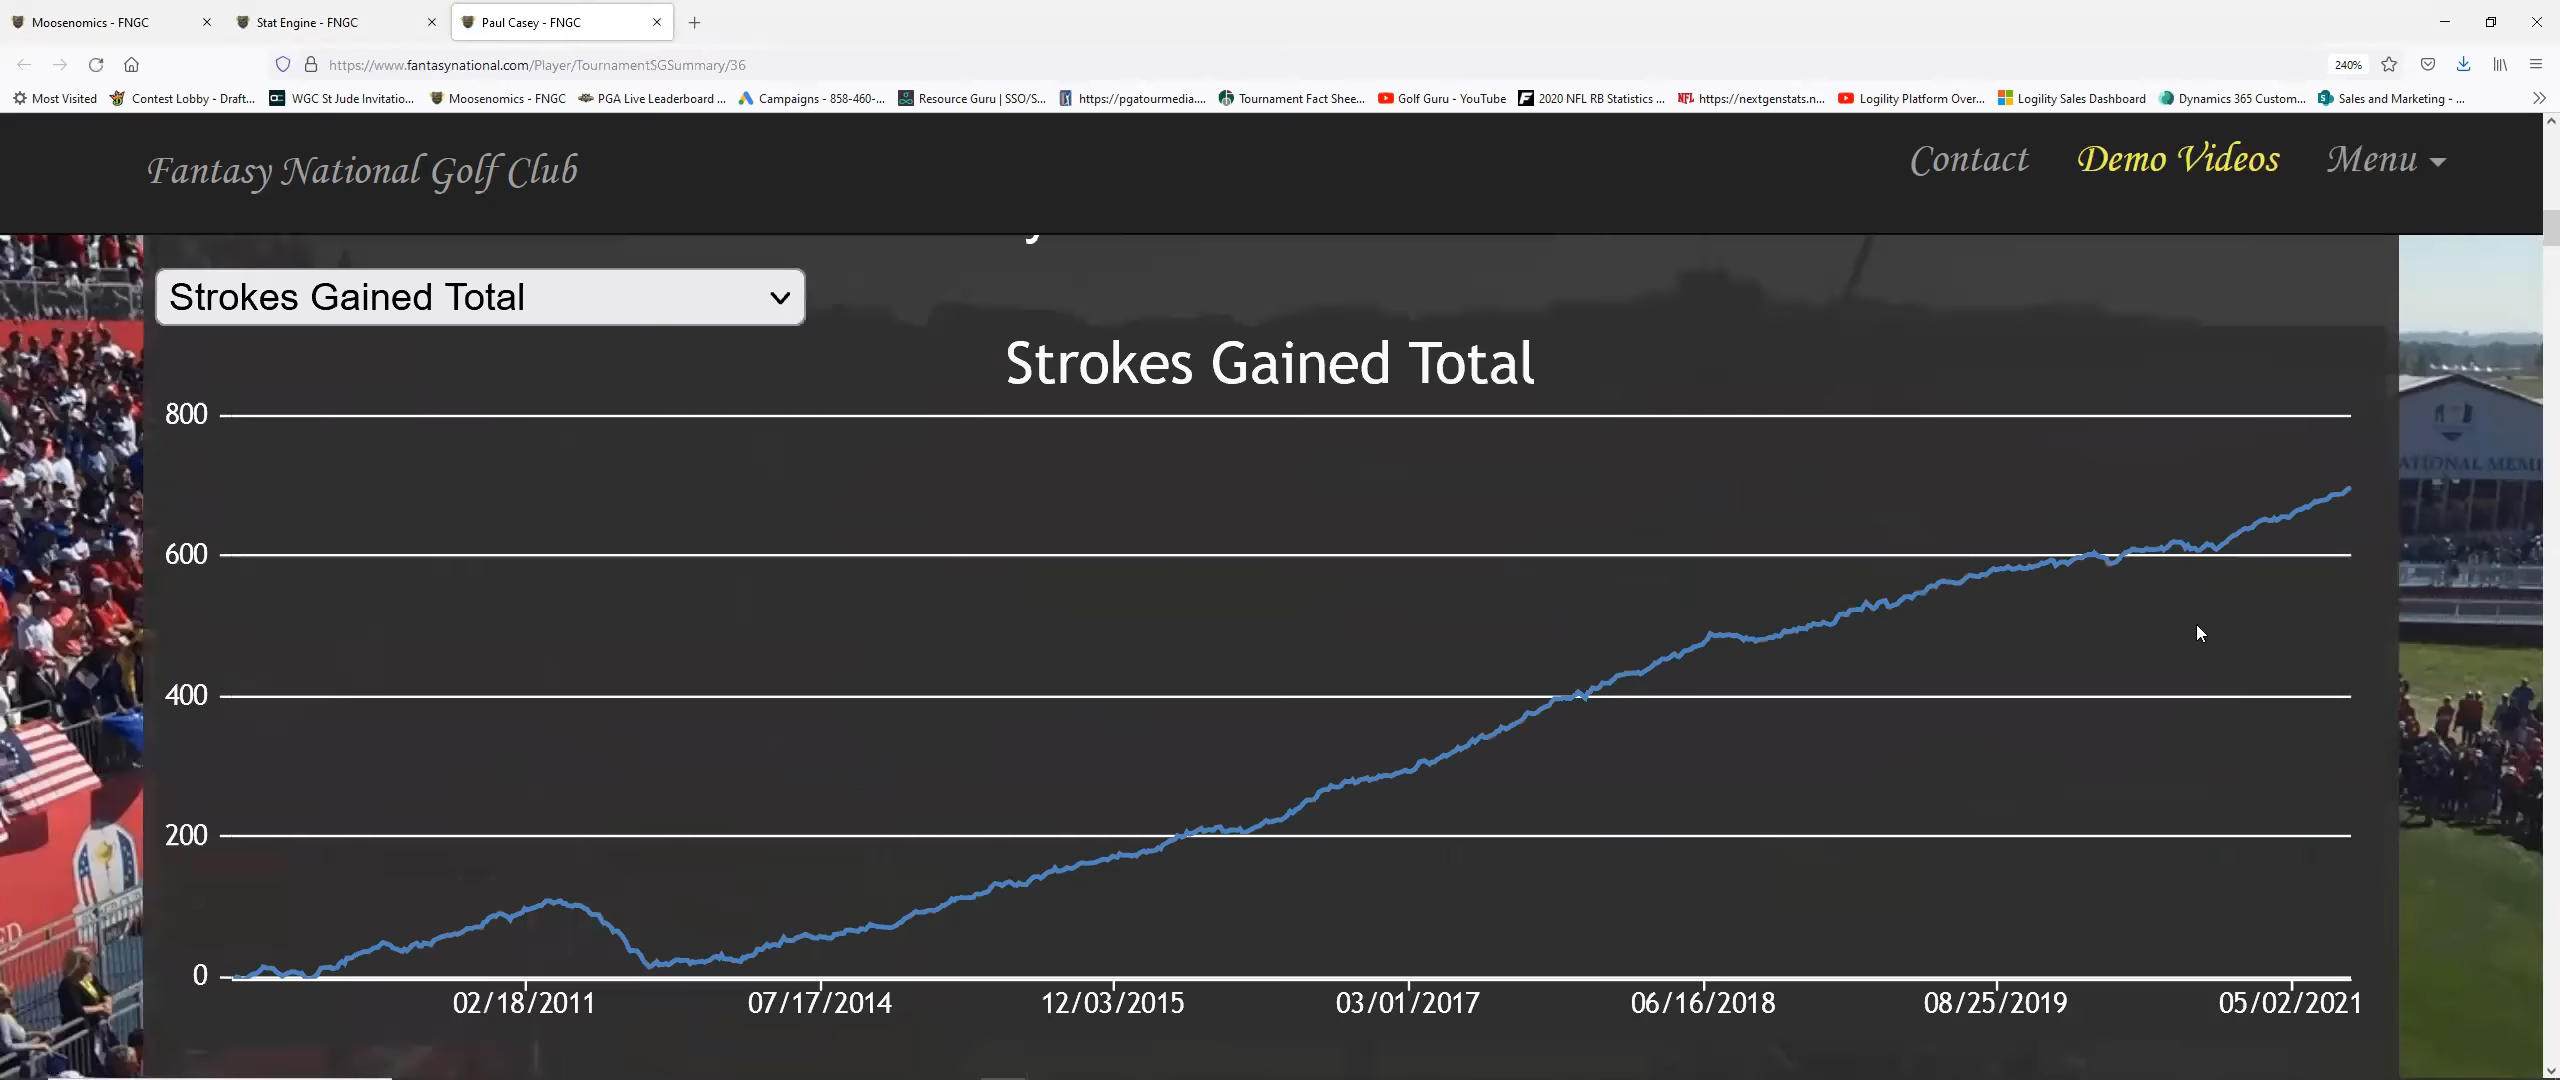 Moosenomics - FNGC
Stat Engine - FNGC
Paul Casey - FNGC
https://www.fantasynational.com/Player/TournamentSGSummary/36
240%
Most Visited
Contest Lobby - Draft...
WGC St Jude Invitatio...
Moosenomics - FNGC
PGA Live Leaderboard ...
Campaigns - 858-460-...
Resource Guru | SSO/S...
https://pgatourmedia....
Tournament Fact Shee...
Golf Guru - YouTube
2020 NFL RB Statistics ...
NFL https://nextgenstats.n...
Logility Platform Over...
Logility Sales Dashboard
Dynamics 365 Custom...
Sales and Marketing - ...
Fantasy National Golf Club
Contact
Demo Videos
Menu
Strokes Gained Total
Strokes Gained Total
800
600
400
200
0
02/18/2011
07/17/2014
12/03/2015
03/01/2017
06/16/2018
08/25/2019
05/02/2021